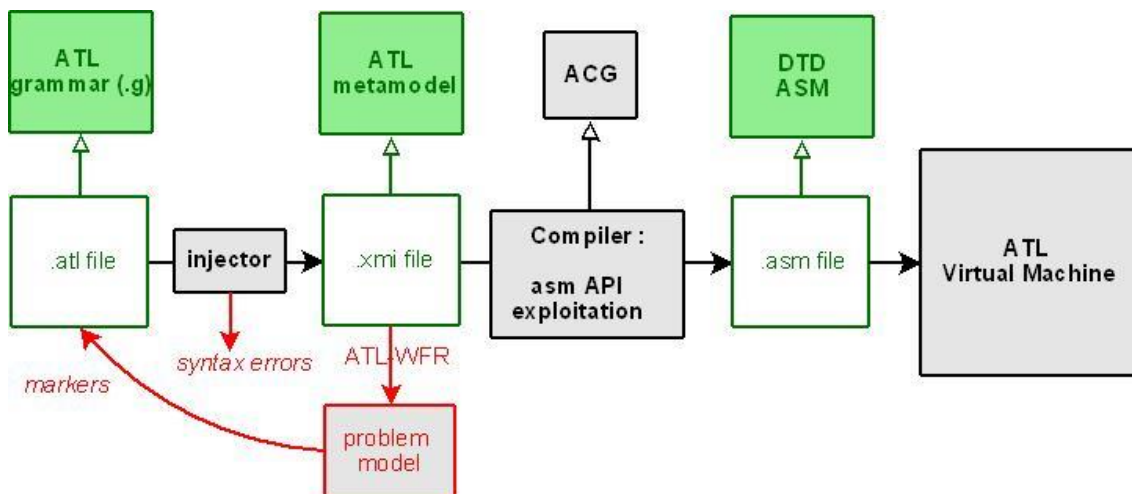 ATL
grammar (.g)
ATL
metamodel
ACG
DTD
ASM
.atl file
injector
.xmi file
Compiler :
asm API
exploitation
.asm file
ATL
Virtual Machine
markers
syntax errors
ATL-WFR
problem
model